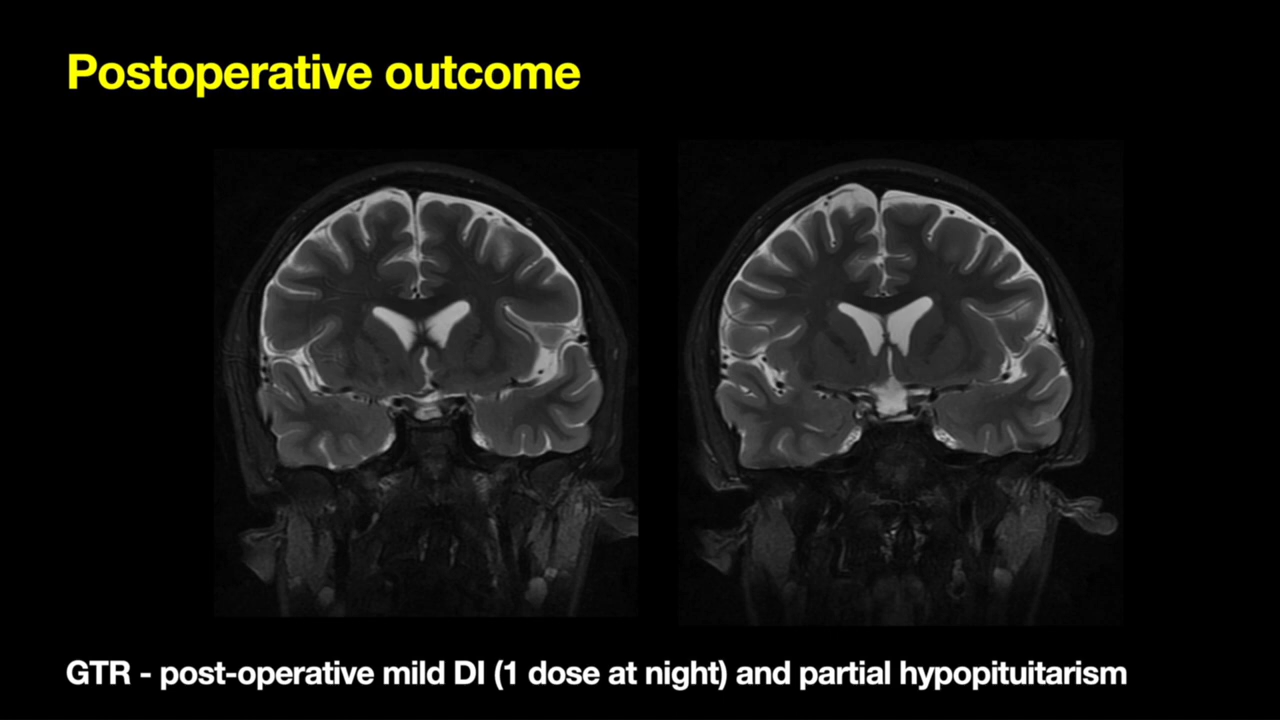 Postoperative outcome
GTR - post-operative mild DI (1 dose at night) and partial hypopituitarism